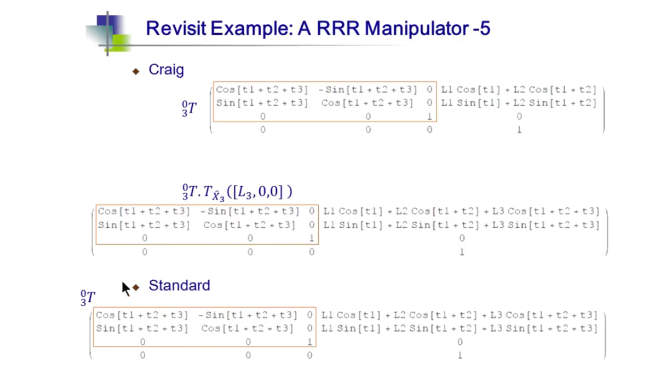 Revisit Example: A RRR Manipulator -5
Craig
⁰₃T
Cos[t1 + t2 + t3] -Sin[t1 + t2 + t3] 0 L1 Cos[t1] + L2 Cos[t1 + t2]
Sin[t1 + t2 + t3] Cos[t1 + t2 + t3] 0 L1 Sin[t1] + L2 Sin[t1 + t2]
0 0 1 0
0 0 0 1
⁰₃T.T_X̂₃([L₃,0,0] )
Cos[t1 + t2 + t3] -Sin[t1 + t2 + t3] 0 L1 Cos[t1] + L2 Cos[t1 + t2] + L3 Cos[t1 + t2 + t3]
Sin[t1 + t2 + t3] Cos[t1 + t2 + t3] 0 L1 Sin[t1] + L2 Sin[t1 + t2] + L3 Sin[t1 + t2 + t3]
0 0 1 0
0 0 0 1
Standard
⁰₃T
Cos[t1 + t2 + t3] -Sin[t1 + t2 + t3] 0 L1 Cos[t1] + L2 Cos[t1 + t2] + L3 Cos[t1 + t2 + t3]
Sin[t1 + t2 + t3] Cos[t1 + t2 + t3] 0 L1 Sin[t1] + L2 Sin[t1 + t2] + L3 Sin[t1 + t2 + t3]
0 0 1 0
0 0 0 1